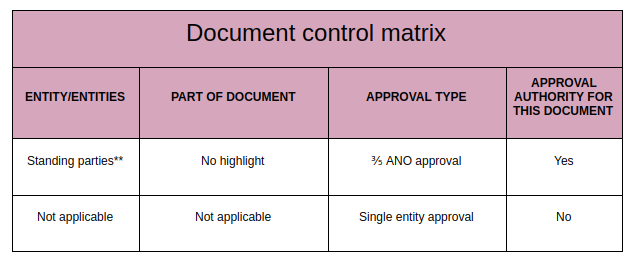 Document control matrix
ENTITY/ENTITIES
PART OF DOCUMENT
APPROVAL TYPE
APPROVAL
AUTHORITY FOR
THIS DOCUMENT
Standing parties**
No highlight
⅗ ANO approval
Yes
Not applicable
Not applicable
Single entity approval
No